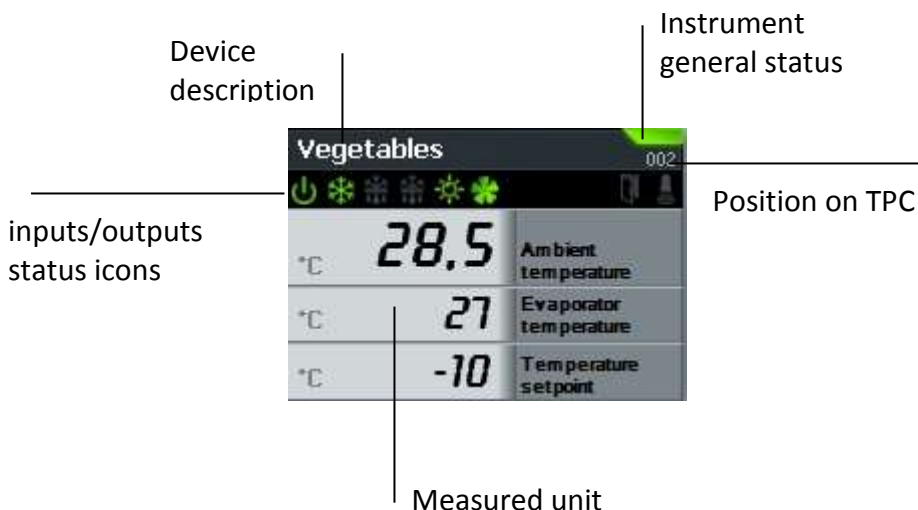 Device
description
Instrument
general status
Vegetables
002
Position on TPC
inputs/outputs
status icons
°C 28.5 Ambient
temperature
°C 27 Evaporator
temperature
°C -10 Temperature
setpoint
Measured unit